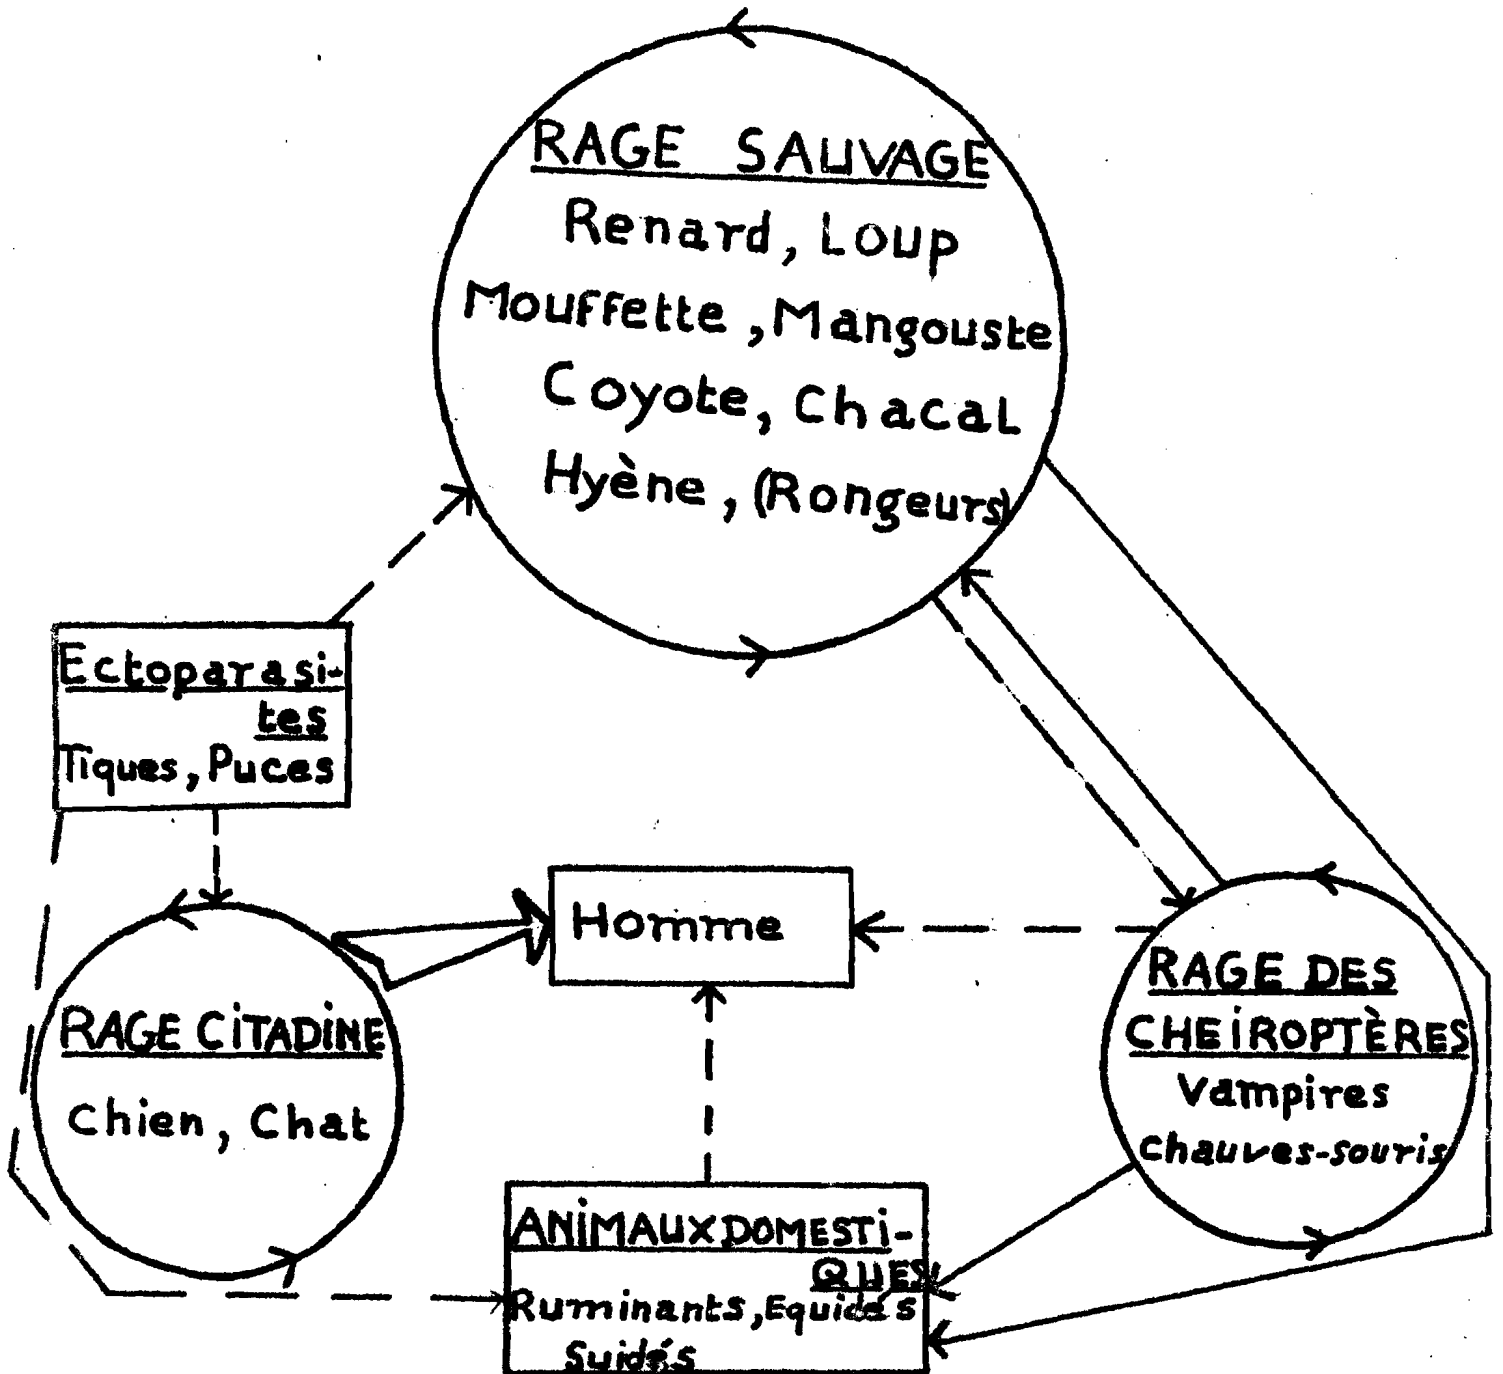 RAGE SAUVAGE
Renard, Loup
Mouffette, Mangouste
Coyote, Chacal
Hyène, (Rongeurs)
Ectoparasi-
tes
Tiques, Puces
Homme
RAGE CITADINE
Chien, Chat
RAGE DES
CHEIROPTÈRES
Vampires
chauves-souris
ANIMAUX DOMESTI-
QUES
Ruminants, Equidés
Suidés